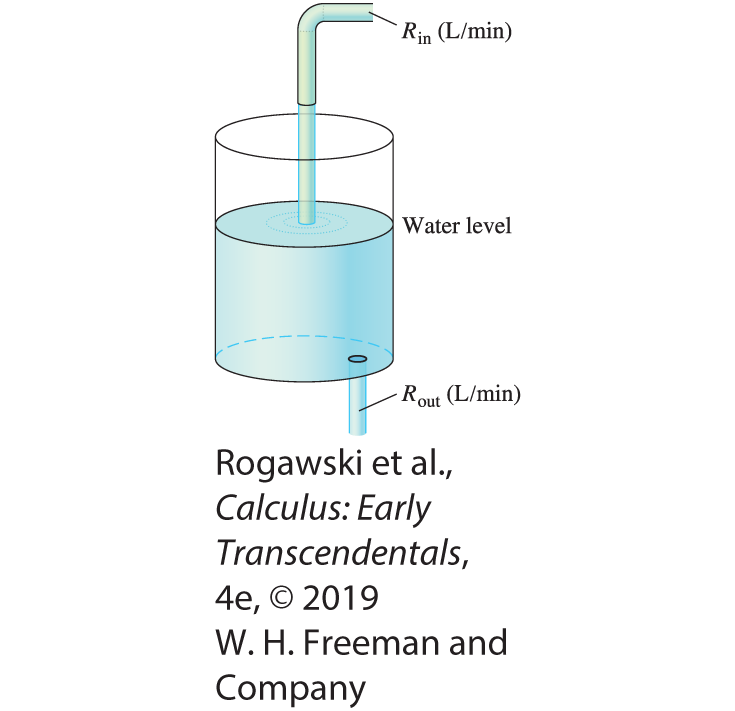 R_in (L/min)
Water level
R_out (L/min)
Rogawski et al.,
Calculus: Early
Transcendentals,
4e, © 2019
W. H. Freeman and
Company